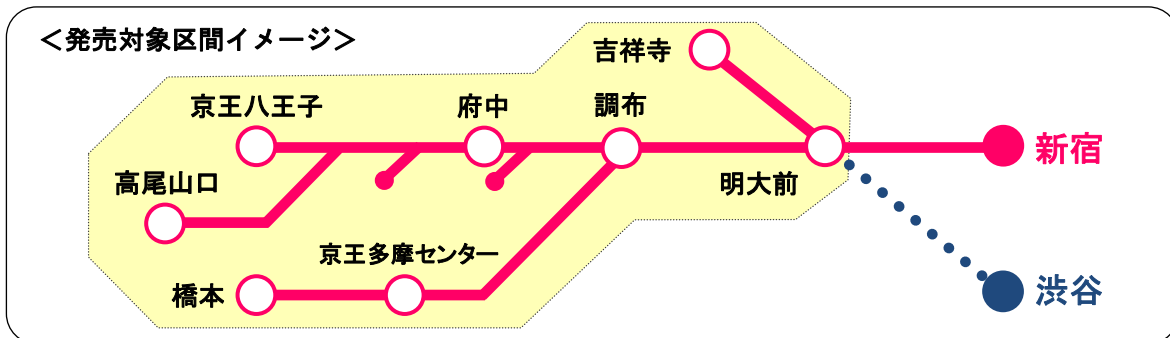 ＜発売対象区間イメージ＞
吉祥寺
京王八王子
府中
調布
新宿
高尾山口
明大前
京王多摩センター
橋本
渋谷